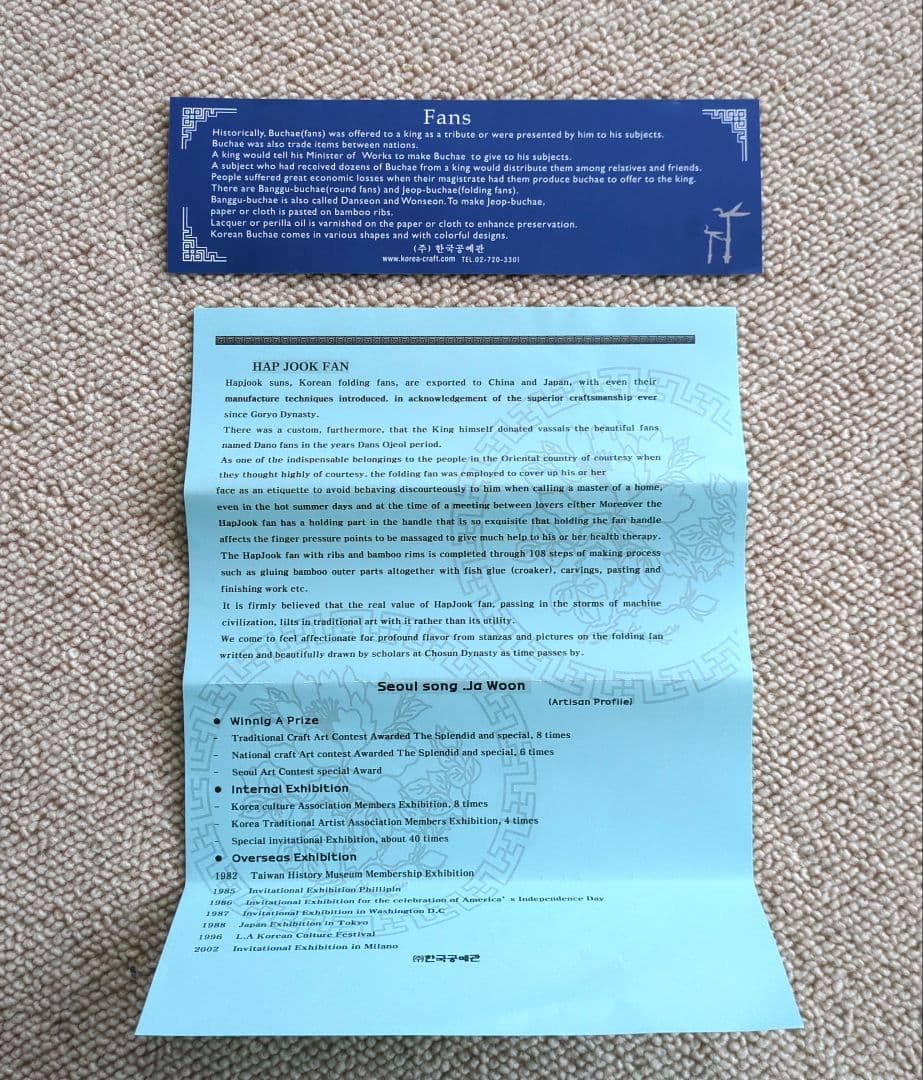 Fans
Historically, Buchae(fans) was offered to a king as a tribute or were presented by him to his subjects.
Buchae was also trade items between nations.
A king would tell his Minister of Works to make Buchae to give to his subjects.
A subject who had received dozens of Buchae from a king would distribute them among relatives and friends.
People suffered great economic losses when their magistrate had them produce buchae to offer to the king.
There are Banggu-buchae(round fans) and Jeop-buchae(folding fans).
Banggu-buchae is also called Danseon and Wonseon. To make Jeop-buchae,
paper or cloth is pasted on bamboo ribs.
Lacquer or perilla oil is varnished on the paper or cloth to enhance preservation.
Korean Buchae comes in various shapes and with colorful designs.
(주) 한국공예관
www.korea-craft.com TEL.02-720-3301
HAP JOOK FAN
Hapjook suns, Korean folding fans, are exported to China and Japan, with even their
manufacture techniques introduced. in acknowledgement of the superior craftsmanship ever
since Goryo Dynasty.
There was a custom, furthermore, that the King himself donated vassals the beautiful fans
named Dano fans in the years Dans Ojeol period.
As one of the indispensable belongings to the people in the Oriental country of courtesy when
they thought highly of courtesy. the folding fan was employed to cover up his or her
face as an etiquette to avoid behaving discourteously to him when calling a master of a home,
even in the hot summer days and at the time of a meeting between lovers either Moreover the
HapJook fan has a holding part in the handle that is so exquisite that holding the fan handle
affects the finger pressure points to be massaged to give much help to his or her health therapy.
The HapJook fan with ribs and bamboo rims is completed through 108 steps of making process
such as gluing bamboo outer parts altogether with fish glue (croaker), carvings, pasting and
finishing work etc.
It is firmly believed that the real value of HapJook fan, passing in the storms of machine
civilization, lilts in traditional art with it rather than its utility.
We come to feel affectionate for profound flavor from stanzas and pictures on the folding fan
written and beautifully drawn by scholars at Chosun Dynasty as time passes by.
Seoul song .Ja Woon
(Artisan Profile)
● Winnig A Prize
- Traditional Craft Art Contest Awarded The Splendid and special, 8 times
- National craft Art contest Awarded The Splendid and special, 6 times
- Seoul Art Contest special Award
● Internal Exhibition
- Korea culture Association Members Exhibition, 8 times
- Korea Traditional Artist Association Members Exhibition, 4 times
- Special invitational Exhibition, about 40 times
● Overseas Exhibition
1982 Taiwan History Museum Membership Exhibition
1985 Invitational Exhibition Phillipin
1986 Invitational Exhibition for the celebration of America's Independence Day
1987 Invitational Exhibition in Washington D.C
1988 Japan Exhibition in Tokyo
1996 L.A Korean Culture Festival
2002 Invitational Exhibition in Milano
㈜한국공예관